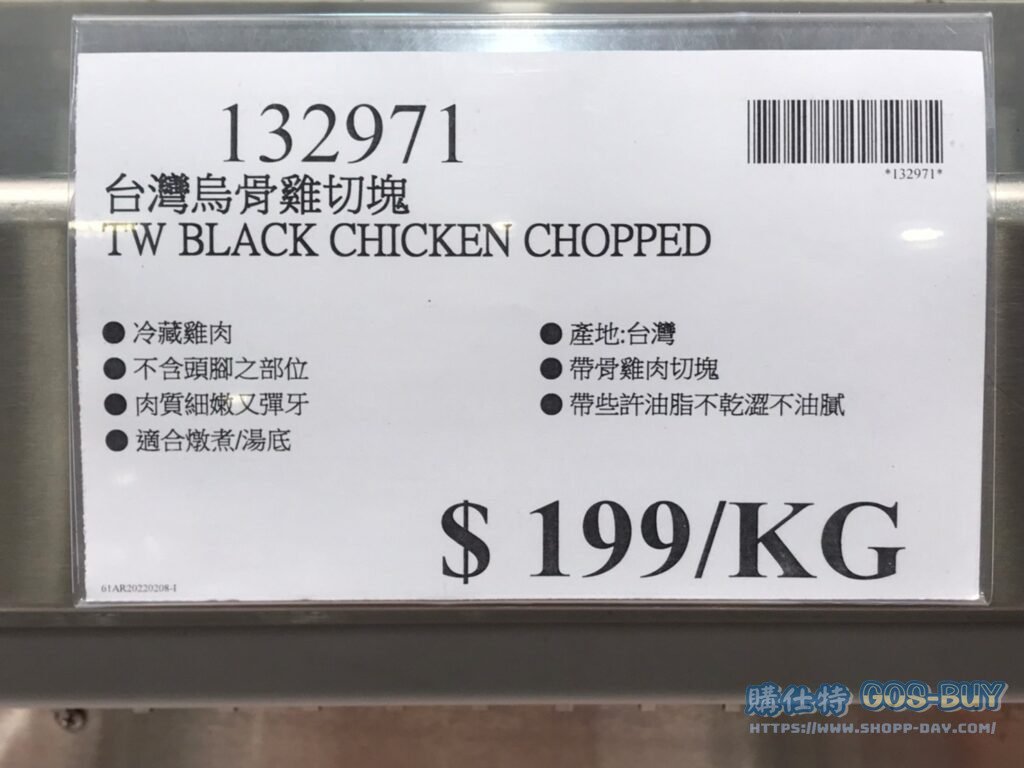 132971
*132971*
台灣烏骨雞切塊
TW BLACK CHICKEN CHOPPED
● 冷藏雞肉
● 不含頭腳之部位
● 肉質細嫩又彈牙
● 適合燉煮/湯底
● 產地:台灣
● 帶骨雞肉切塊
● 帶些許油脂不乾澀不油膩
$ 199/KG
61AR20220208-1
購仕特 GOS-BUY
HTTPS://WWW.SHOPP-DAY.COM/